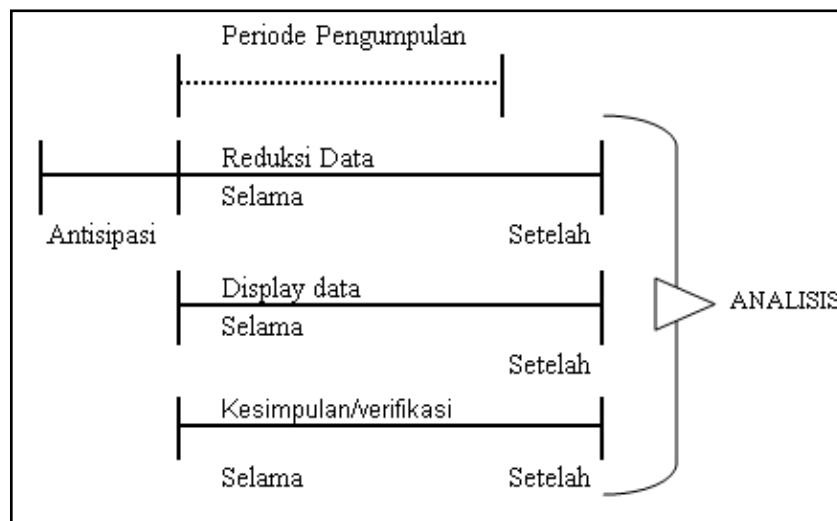 Periode Pengumpulan
Reduksi Data
Selama
Antisipasi
Setelah
Display data
Selama
ANALISIS
Setelah
Kesimpulan/verifikasi
Selama
Setelah